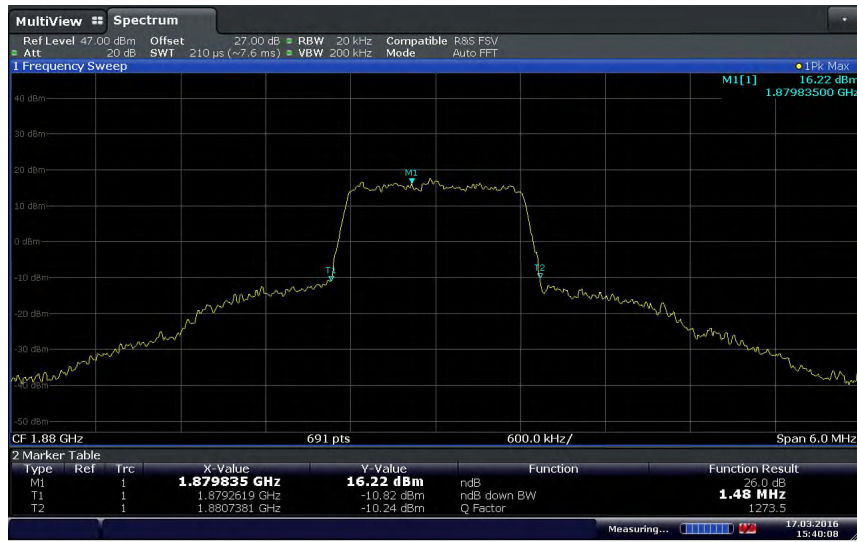 MultiView Spectrum
Ref Level 47.00 dBm Offset 27.00 dB RBW 20 kHz Compatible R&S FSV
Att 20 dB SWT 210 µs (~7.6 ms) VBW 200 kHz Mode Auto FFT
1 Frequency Sweep 1Pk Max
M1[1] 16.22 dBm
1.87983500 GHz
40 dBm
30 dBm
20 dBm
M1
10 dBm
0 dBm
T1 T2
-10 dBm
-20 dBm
-30 dBm
-40 dBm
-50 dBm
CF 1.88 GHz 691 pts 600.0 kHz/ Span 6.0 MHz
2 Marker Table
Type Ref Trc X-Value Y-Value Function Function Result
M1 1 1.879835 GHz 16.22 dBm ndB 26.0 dB
T1 1 1.8792619 GHz -10.82 dBm ndB down BW 1.48 MHz
T2 1 1.8807381 GHz -10.24 dBm Q Factor 1273.5
Measuring... 17.03.2016
15:40:08